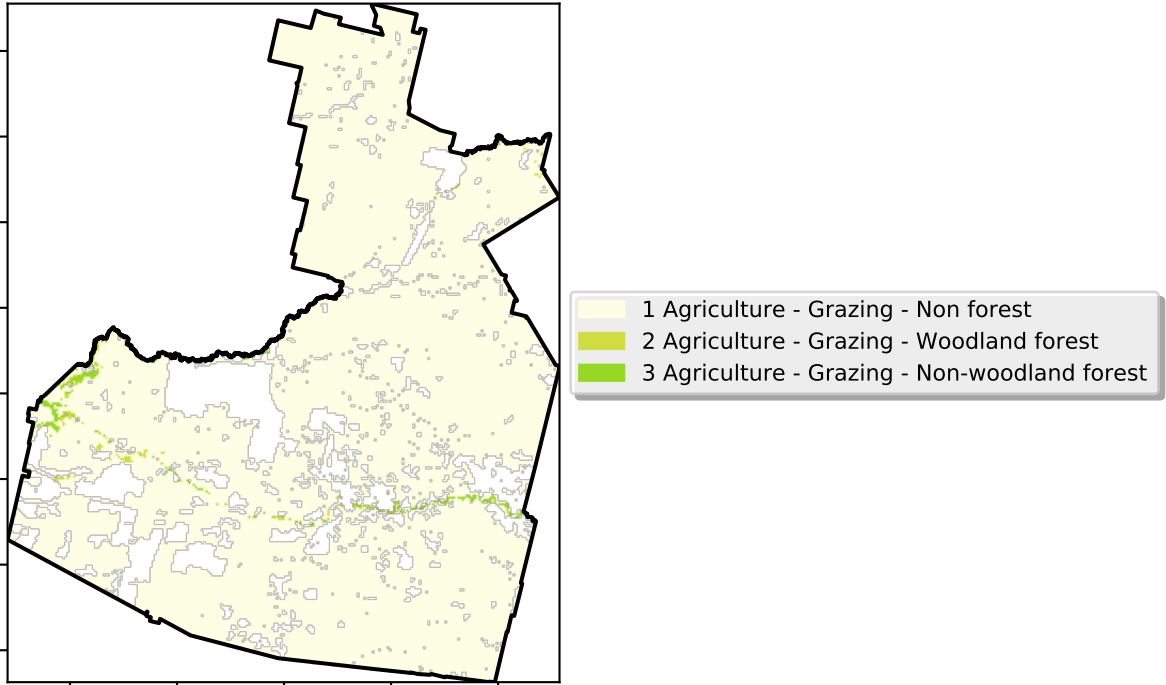 1 Agriculture - Grazing - Non forest
2 Agriculture - Grazing - Woodland forest
3 Agriculture - Grazing - Non-woodland forest